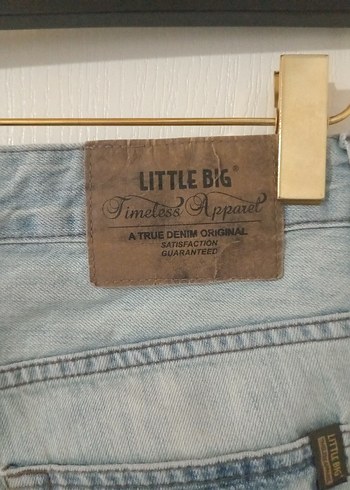 LITTLE BIG®
Timeless Apparel
A TRUE DENIM ORIGINAL
SATISFACTION
GUARANTEED
LITTLE BIG